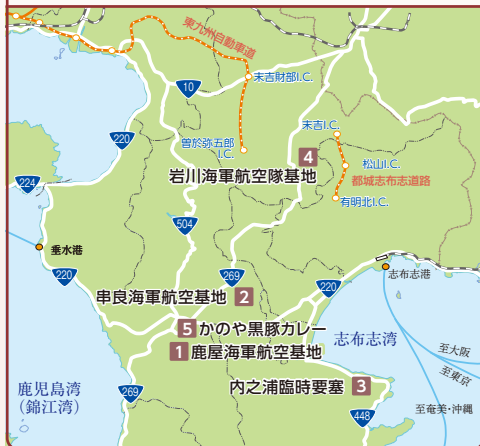 東九州自動車道
10
末吉財部I.C.
220
曽於弥五郎
I.C.
末吉I.C.
4
岩川海軍航空隊基地
松山I.C.
都城志布志道路
有明北I.C.
224
504
垂水港
220
269
220
志布志港
串良海軍航空基地 2
5 かのや黒豚カレー
1 鹿屋海軍航空基地
志布志湾
至大阪
至東京
内之浦臨時要塞 3
鹿児島湾
（錦江湾）
269
448
至奄美・沖縄